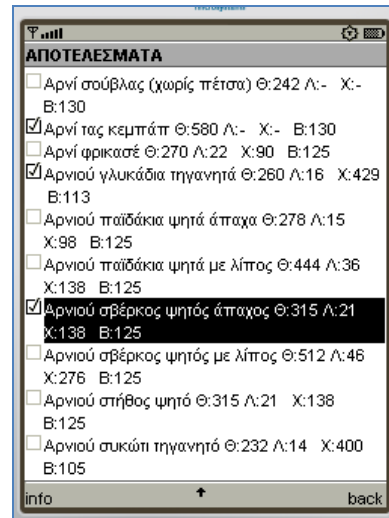 ΑΠΟΤΕΛΕΣΜΑΤΑ
Αρνί σούβλας (χωρίς πέτσα) Θ:242 Λ:- Χ:-
Β:130
Αρνί τας κεμπάπ Θ:580 Λ:- Χ:- Β:130
Αρνί φρικασέ Θ:270 Λ:22 Χ:90 Β:125
Αρνιού γλυκάδια τηγανητά Θ:260 Λ:16 Χ:429
Β:113
Αρνιού παϊδάκια ψητά άπαχα Θ:278 Λ:15
Χ:98 Β:125
Αρνιού παϊδάκια ψητά με λίπος Θ:444 Λ:36
Χ:138 Β:125
Αρνιού σβέρκος ψητός άπαχος Θ:315 Λ:21
Χ:138 Β:125
Αρνιού σβέρκος ψητός με λίπος Θ:512 Λ:46
Χ:276 Β:125
Αρνιού στήθος ψητό Θ:315 Λ:21 Χ:138
Β:125
Αρνιού συκώτι τηγανητό Θ:232 Λ:14 Χ:400
Β:105
info back